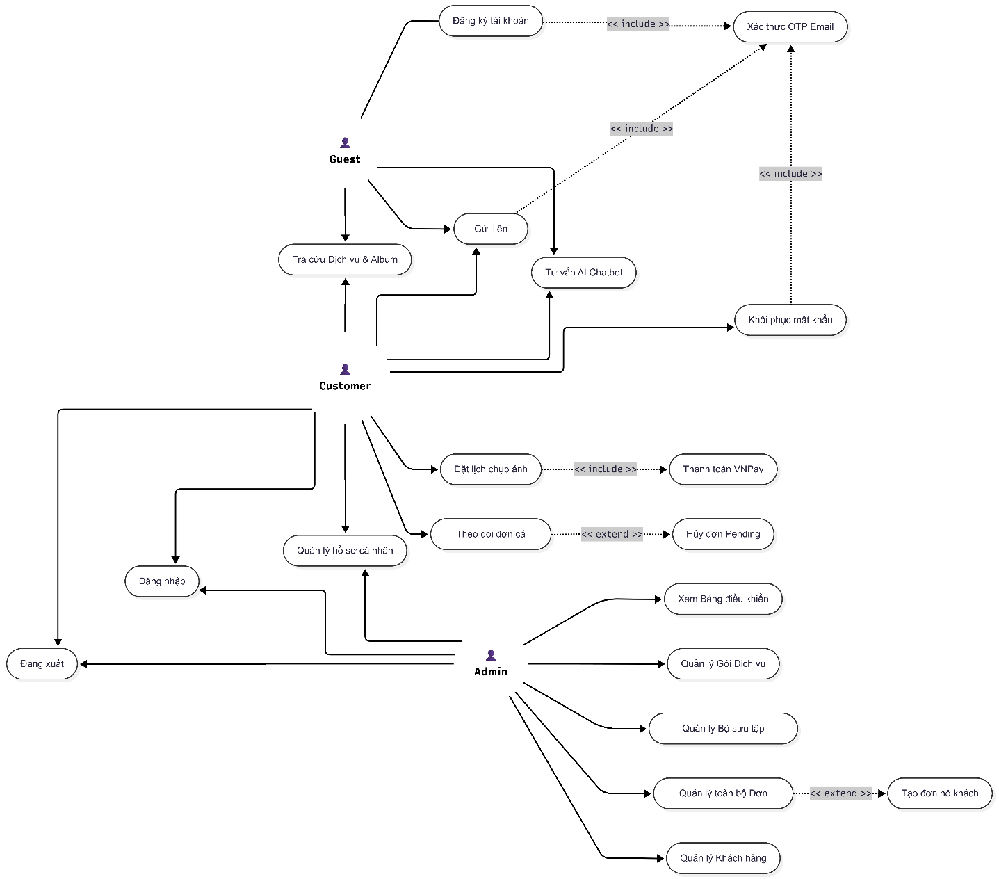 Đăng ký tài khoản
<< include >>
Xác thực OTP Email
<< include >>
Guest
<< include >>
Gửi liên
Tra cứu Dịch vụ & Album
Tư vấn AI Chatbot
Khôi phục mật khẩu
Customer
Đặt lịch chụp ảnh
<< include >>
Thanh toán VNPay
Theo dõi đơn cá
<< extend >>
Hủy đơn Pending
Quản lý hồ sơ cá nhân
Đăng nhập
Xem Bảng điều khiển
Đăng xuất
Admin
Quản lý Gói Dịch vụ
Quản lý Bộ sưu tập
Quản lý toàn bộ Đơn
<< extend >>
Tạo đơn hộ khách
Quản lý Khách hàng